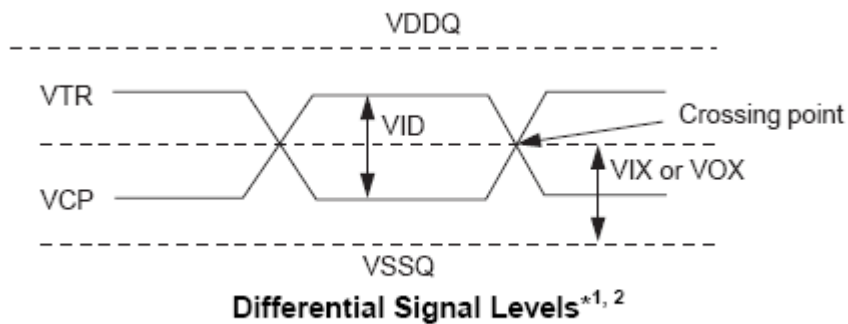 VDDQ
VTR
VID
Crossing point
VIX or VOX
VCP
VSSQ
Differential Signal Levels*1, 2